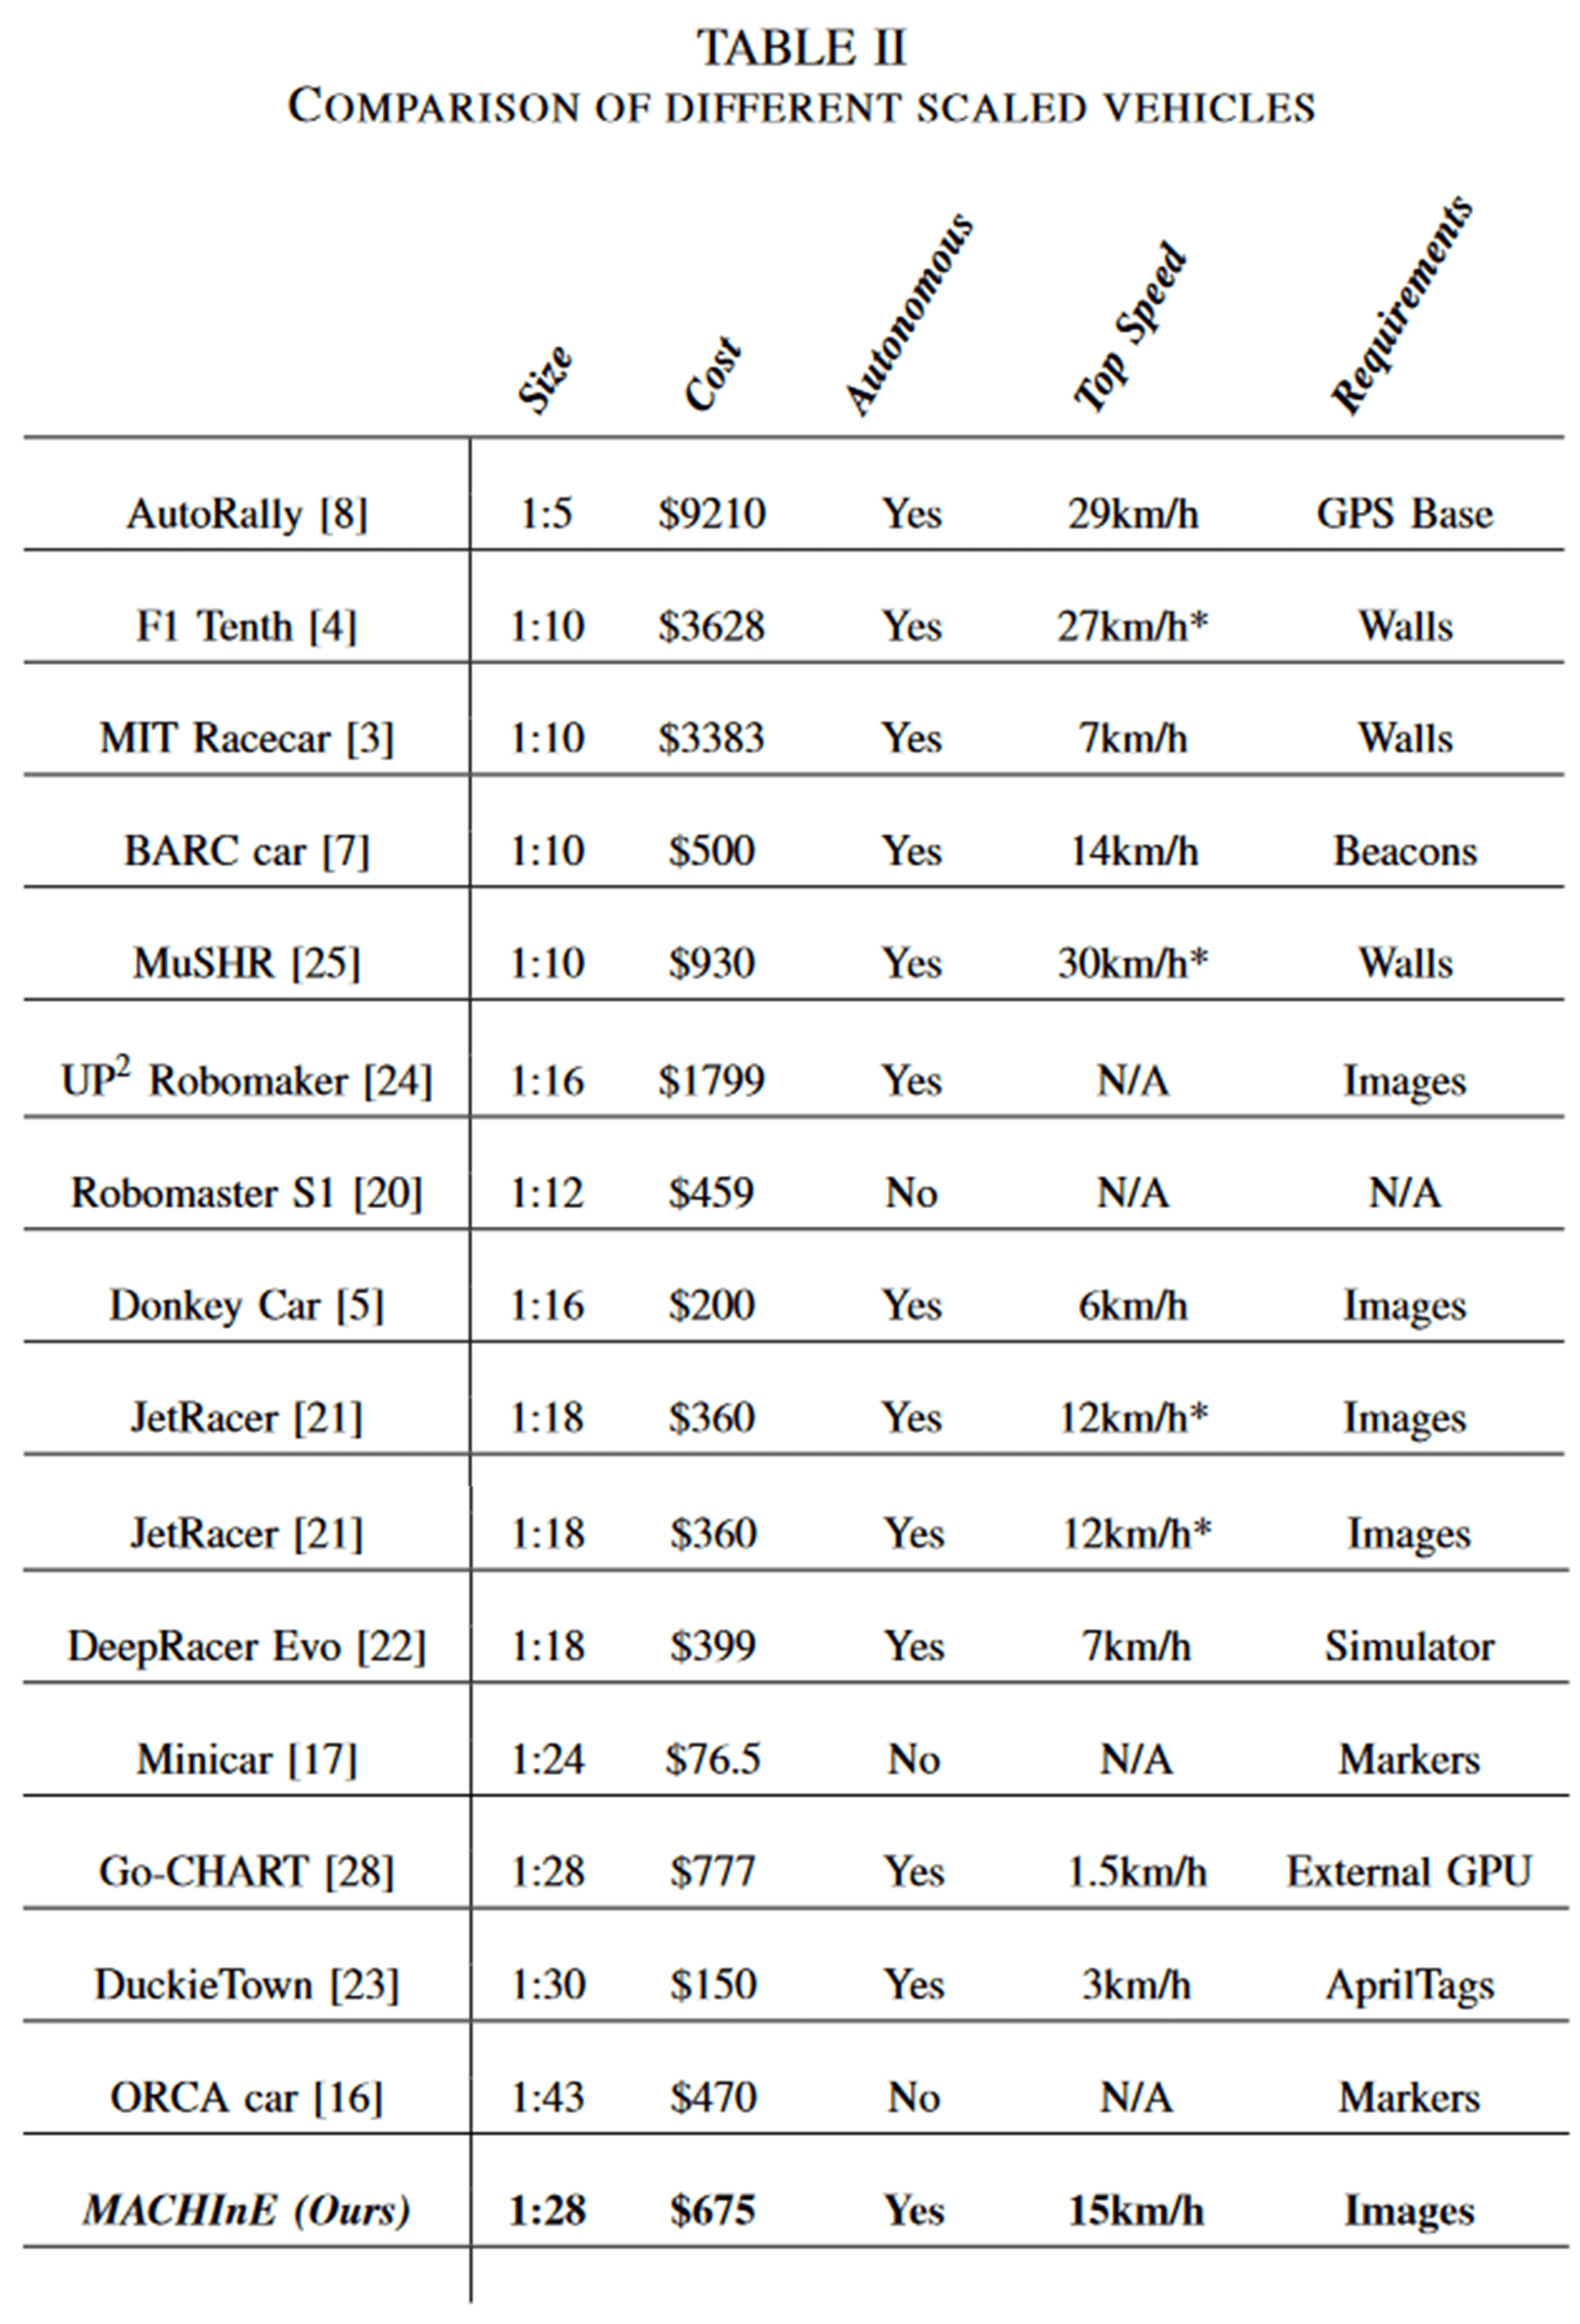 TABLE II
COMPARISON OF DIFFERENT SCALED VEHICLES
Size Cost Autonomous Top Speed Requirements
AutoRally [8] 1:5 $9210 Yes 29km/h GPS Base
F1 Tenth [4] 1:10 $3628 Yes 27km/h* Walls
MIT Racecar [3] 1:10 $3383 Yes 7km/h Walls
BARC car [7] 1:10 $500 Yes 14km/h Beacons
MuSHR [25] 1:10 $930 Yes 30km/h* Walls
UP² Robomaker [24] 1:16 $1799 Yes N/A Images
Robomaster S1 [20] 1:12 $459 No N/A N/A
Donkey Car [5] 1:16 $200 Yes 6km/h Images
JetRacer [21] 1:18 $360 Yes 12km/h* Images
JetRacer [21] 1:18 $360 Yes 12km/h* Images
DeepRacer Evo [22] 1:18 $399 Yes 7km/h Simulator
Minicar [17] 1:24 $76.5 No N/A Markers
Go-CHART [28] 1:28 $777 Yes 1.5km/h External GPU
DuckieTown [23] 1:30 $150 Yes 3km/h AprilTags
ORCA car [16] 1:43 $470 No N/A Markers
MACHInE (Ours) 1:28 $675 Yes 15km/h Images